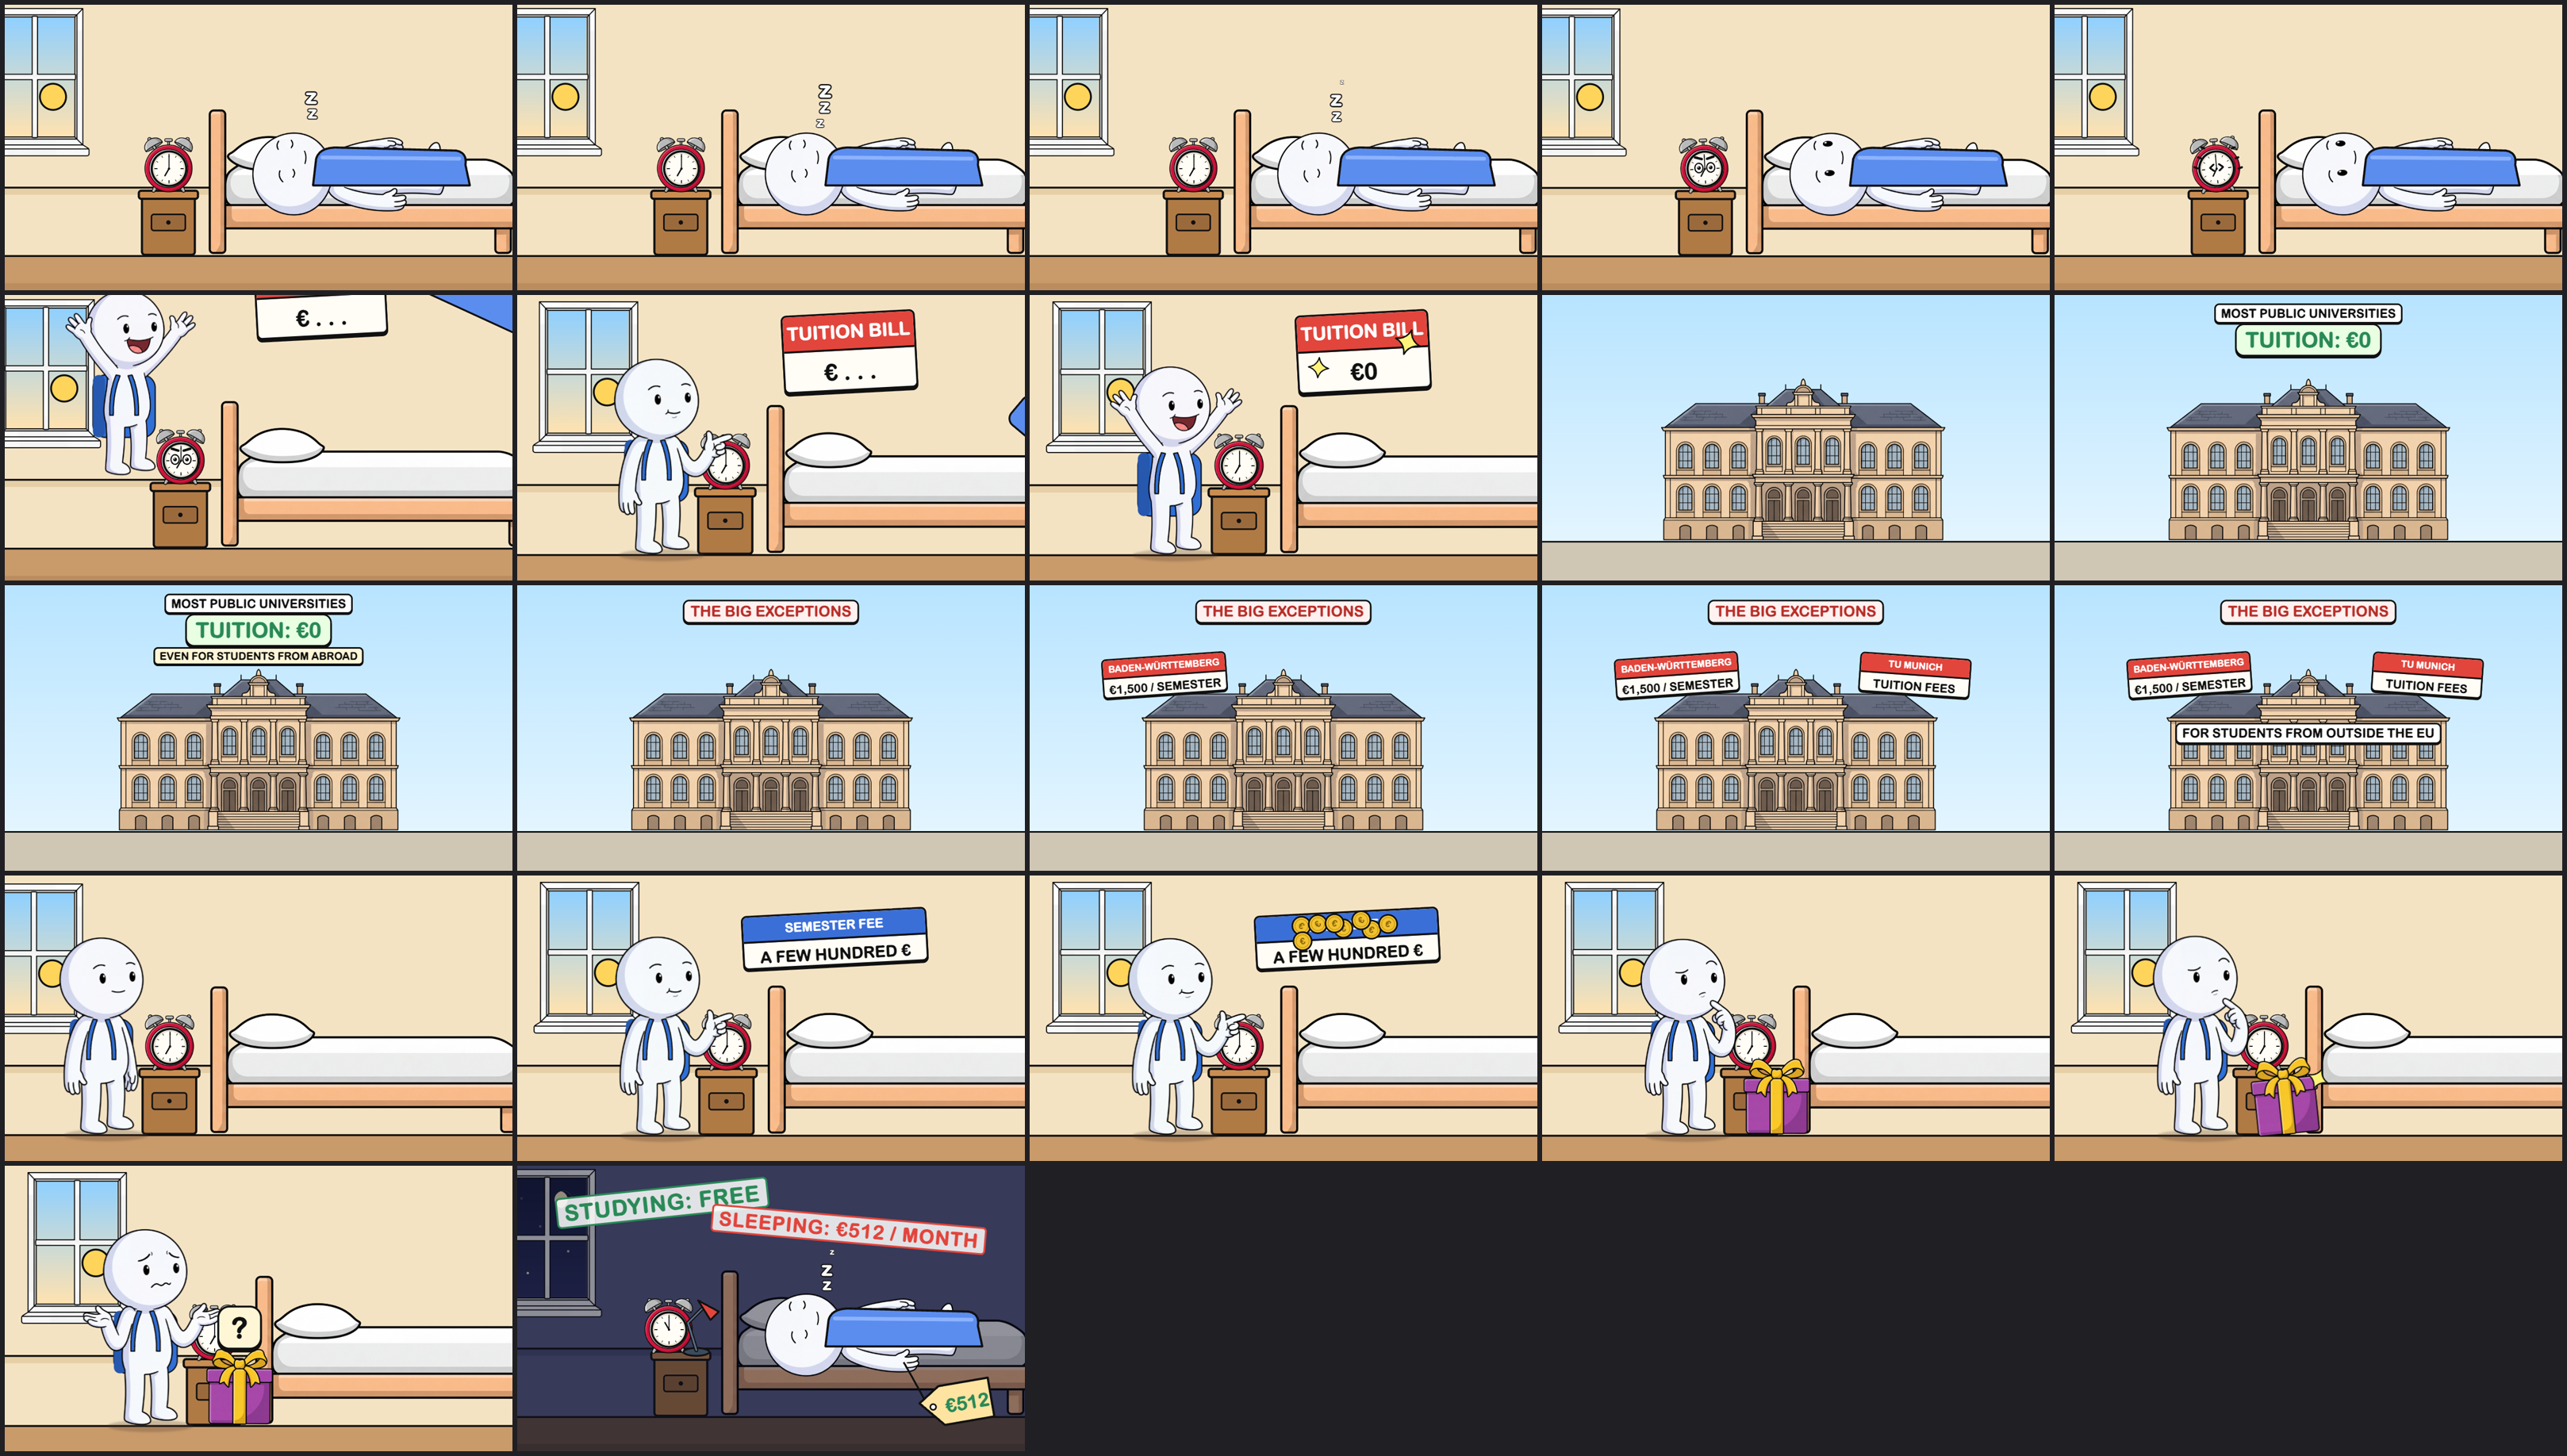 Z
Z
Z
Z
Z
Z
Z
Z
€ . . .
TUITION BILL
€ . . .
TUITION BILL
€0
MOST PUBLIC UNIVERSITIES
TUITION: €0
MOST PUBLIC UNIVERSITIES
TUITION: €0
EVEN FOR STUDENTS FROM ABROAD
THE BIG EXCEPTIONS
THE BIG EXCEPTIONS
BADEN-WÜRTTEMBERG
€1,500 / SEMESTER
THE BIG EXCEPTIONS
BADEN-WÜRTTEMBERG
€1,500 / SEMESTER
TU MUNICH
TUITION FEES
THE BIG EXCEPTIONS
BADEN-WÜRTTEMBERG
€1,500 / SEMESTER
TU MUNICH
TUITION FEES
FOR STUDENTS FROM OUTSIDE THE EU
SEMESTER FEE
A FEW HUNDRED €
A FEW HUNDRED €
?
STUDYING: FREE
SLEEPING: €512 / MONTH
Z
Z
Z
€512